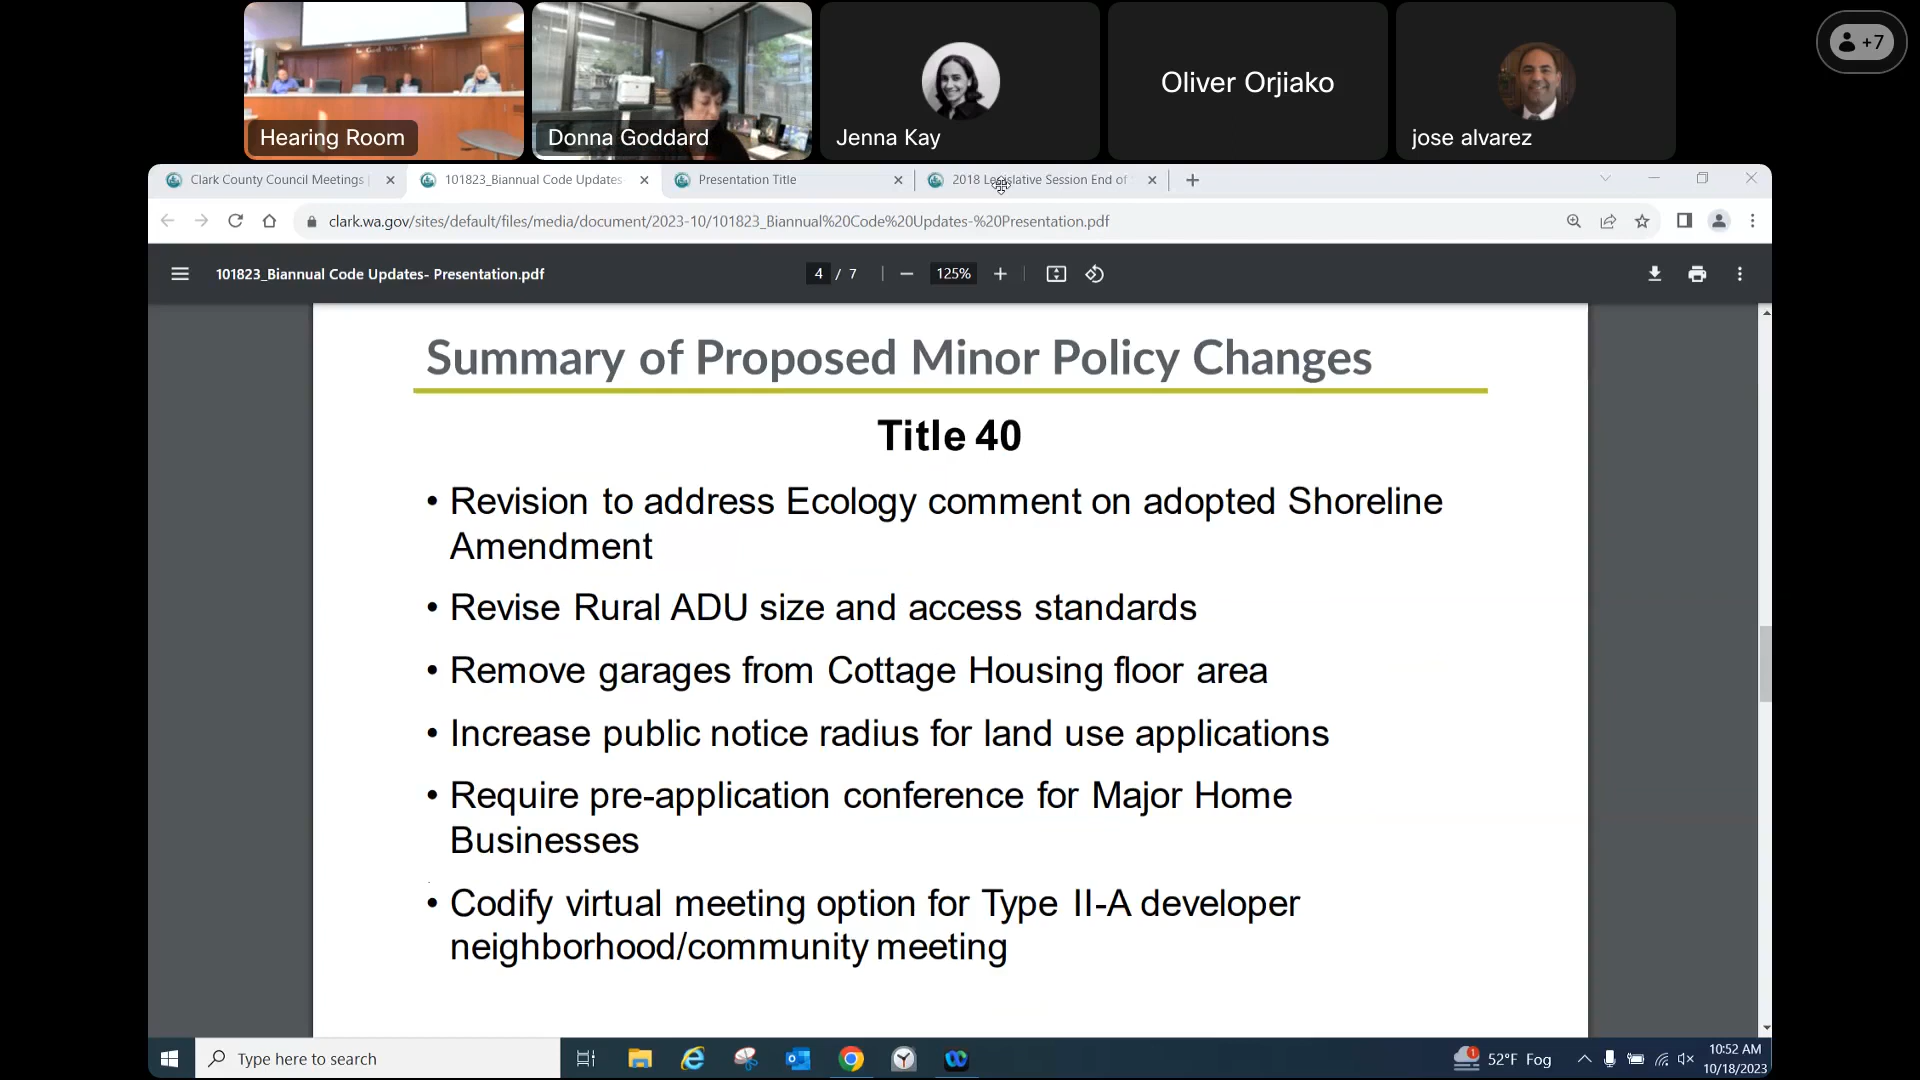 In God We Trust
Hearing Room
Donna Goddard
Jenna Kay
Oliver Orjiako
jose alvarez
+7
Clark County Council Meetings
101823_Biannual Code Updates-
Presentation Title
2018 Legislative Session End of
clark.wa.gov/sites/default/files/media/document/2023-10/101823_Biannual%20Code%20Updates-%20Presentation.pdf
101823_Biannual Code Updates- Presentation.pdf
4 / 7
125%
Summary of Proposed Minor Policy Changes
Title 40
• Revision to address Ecology comment on adopted Shoreline
Amendment
• Revise Rural ADU size and access standards
• Remove garages from Cottage Housing floor area
• Increase public notice radius for land use applications
• Require pre-application conference for Major Home
Businesses
• Codify virtual meeting option for Type II-A developer
neighborhood/community meeting
Type here to search
1
52°F Fog
10:52 AM
10/18/2023